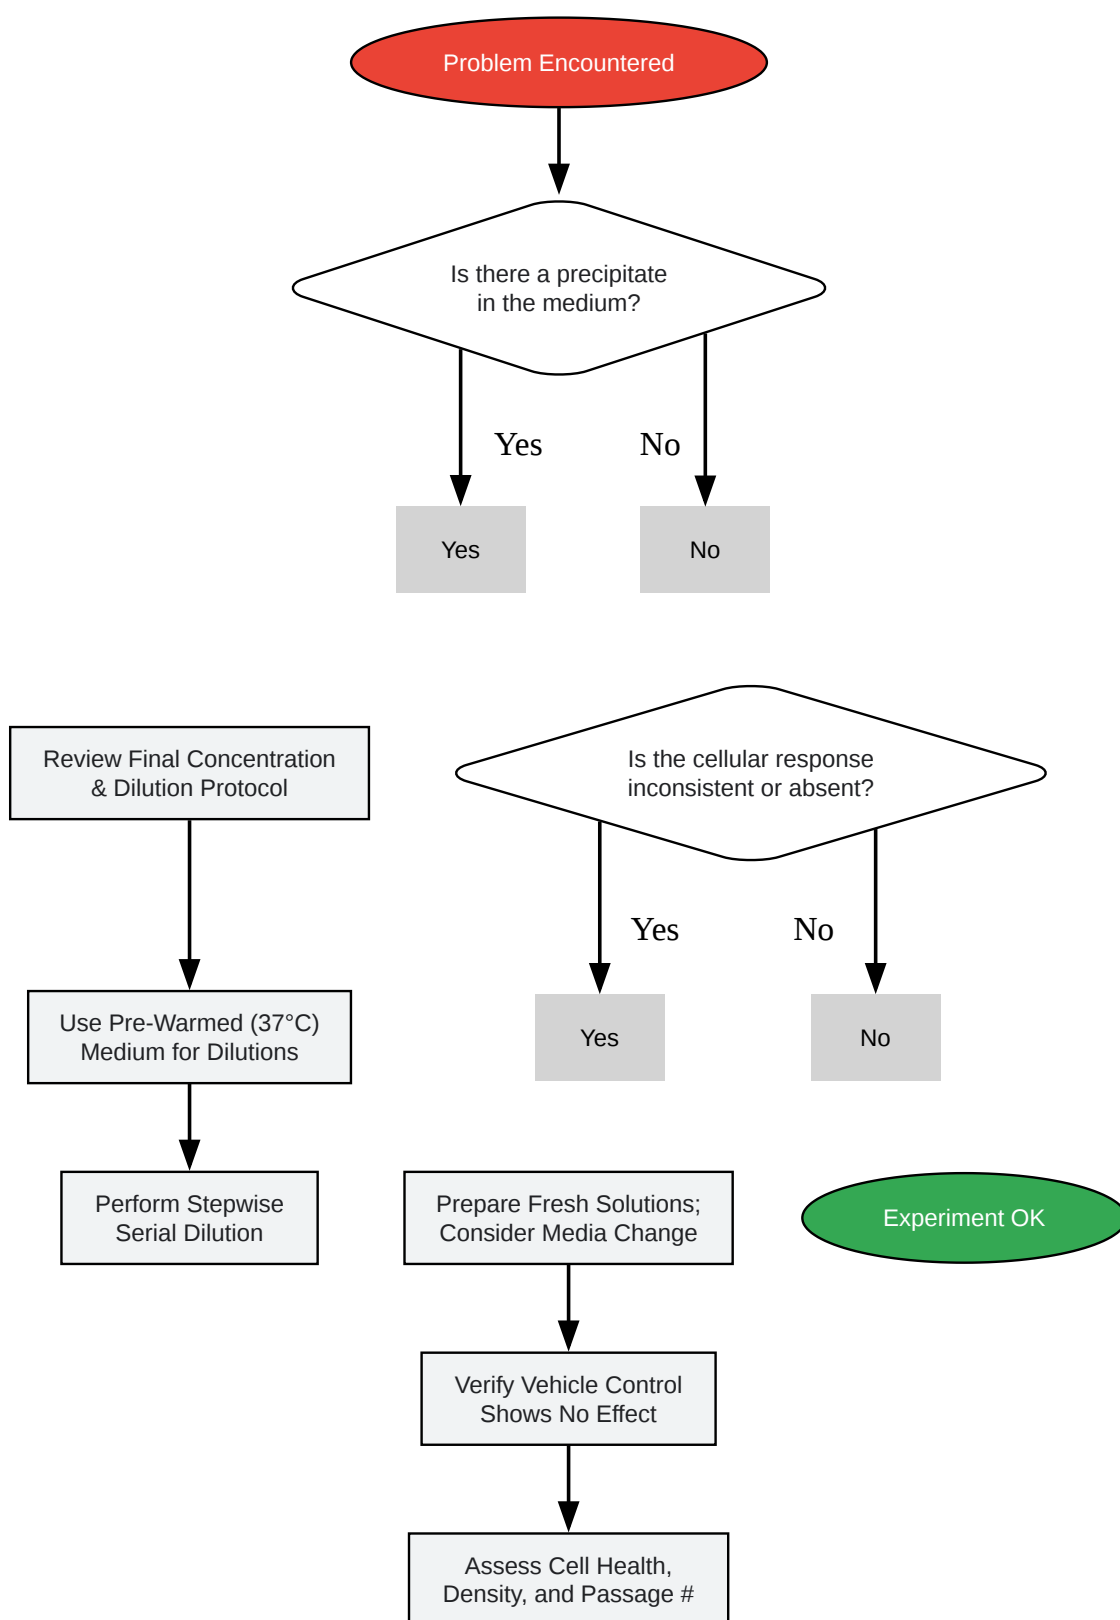 Problem Encountered
Is there a precipitate
in the medium?
Yes
No
Yes
No
Review Final Concentration
& Dilution Protocol
Is the cellular response
inconsistent or absent?
Yes
No
Use Pre-Warmed (37°C)
Medium for Dilutions
Yes
No
Perform Stepwise
Serial Dilution
Prepare Fresh Solutions;
Consider Media Change
Experiment OK
Verify Vehicle Control
Shows No Effect
Assess Cell Health,
Density, and Passage #